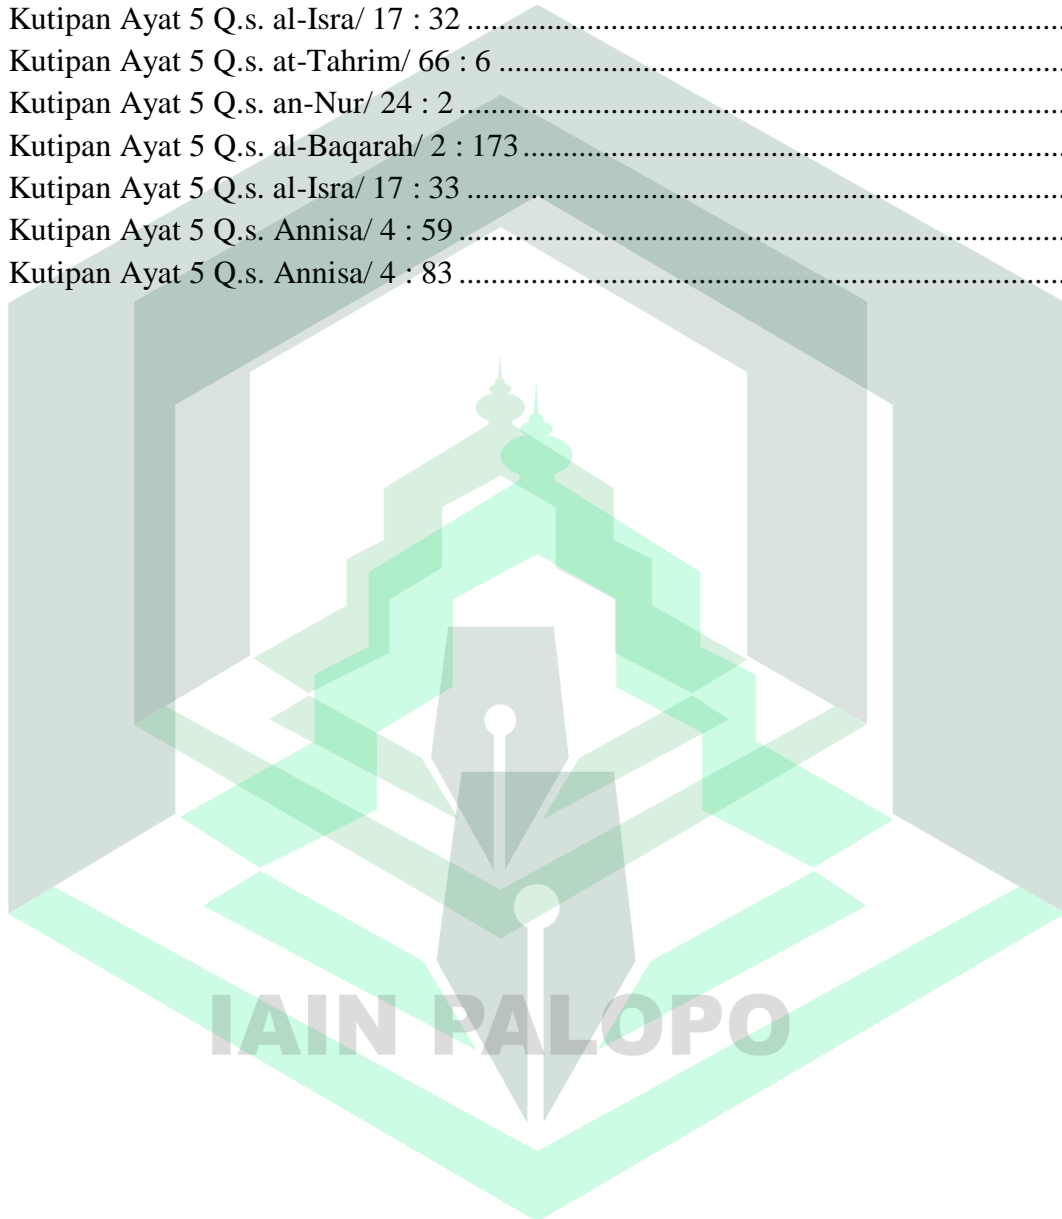 Kutipan Ayat 5 Q.s. al-Isra/ 17 : 32 ........................................................................................
Kutipan Ayat 5 Q.s. at-Tahrim/ 66 : 6 ....................................................................................
Kutipan Ayat 5 Q.s. an-Nur/ 24 : 2 .........................................................................................
Kutipan Ayat 5 Q.s. al-Baqarah/ 2 : 173 .................................................................................
Kutipan Ayat 5 Q.s. al-Isra/ 17 : 33 ........................................................................................
Kutipan Ayat 5 Q.s. Annisa/ 4 : 59 .........................................................................................
Kutipan Ayat 5 Q.s. Annisa/ 4 : 83 .........................................................................................
IAIN PALOPO